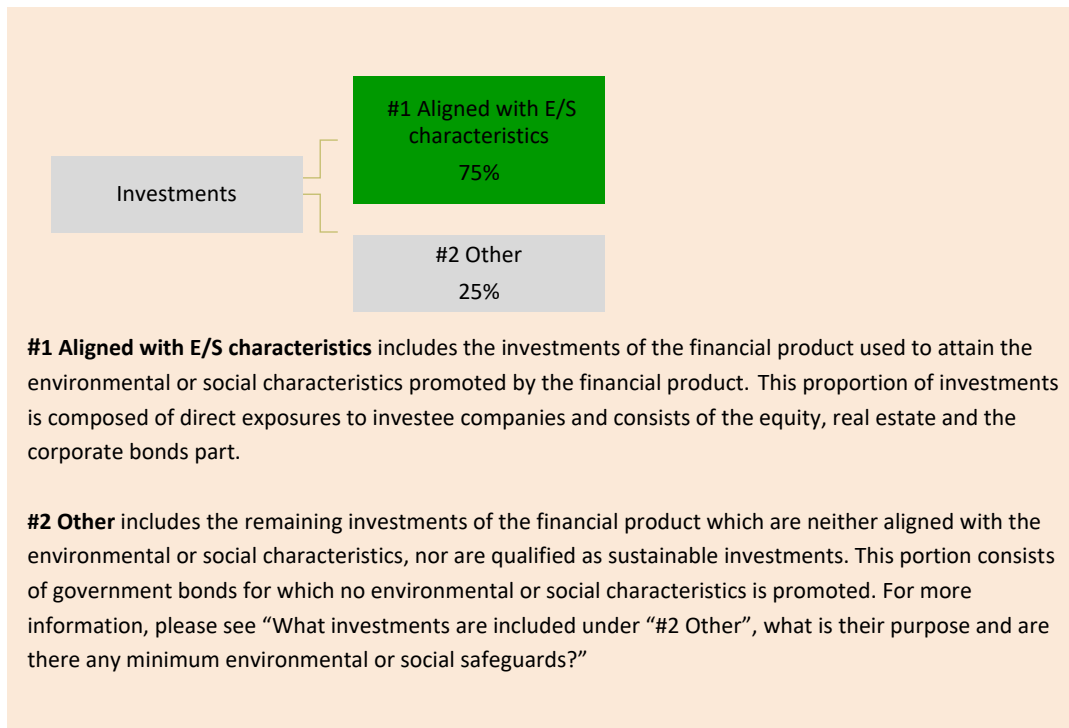 #1 Aligned with E/S
characteristics
75%
Investments
#2 Other
25%
#1 Aligned with E/S characteristics includes the investments of the financial product used to attain the
environmental or social characteristics promoted by the financial product. This proportion of investments
is composed of direct exposures to investee companies and consists of the equity, real estate and the
corporate bonds part.
#2 Other includes the remaining investments of the financial product which are neither aligned with the
environmental or social characteristics, nor are qualified as sustainable investments. This portion consists
of government bonds for which no environmental or social characteristics is promoted. For more
information, please see “What investments are included under “#2 Other”, what is their purpose and are
there any minimum environmental or social safeguards?”